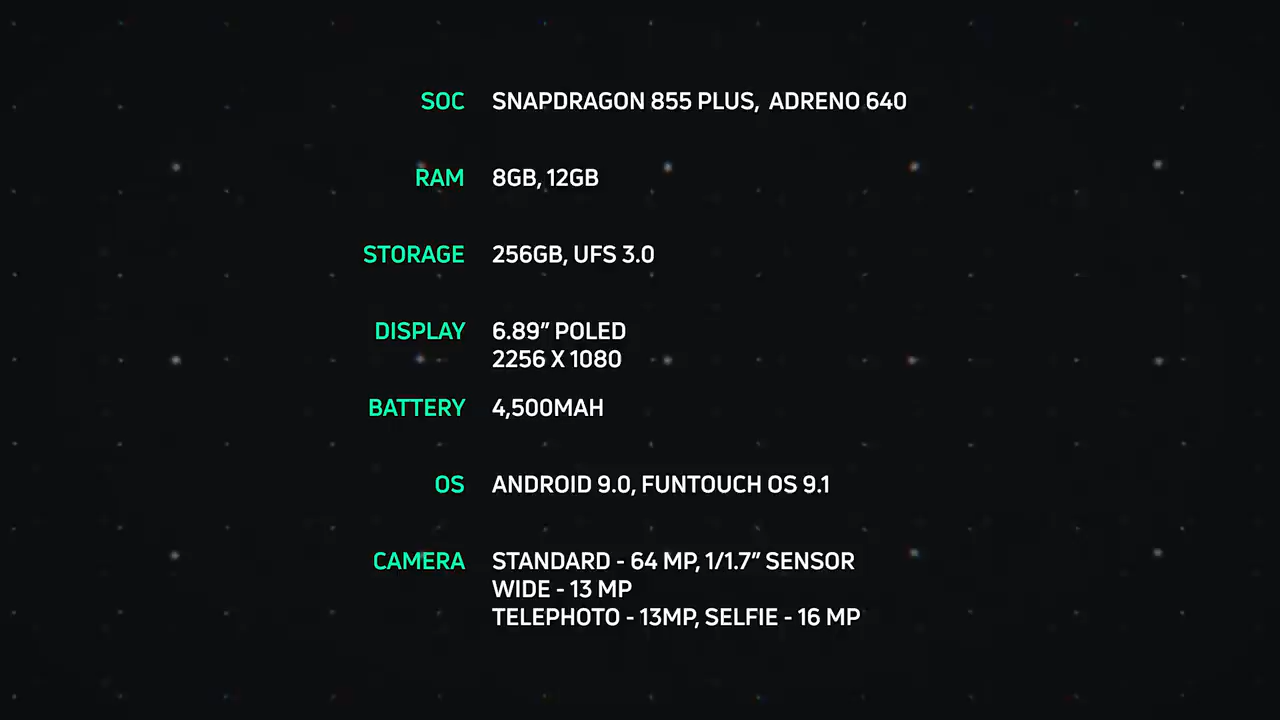 SOC SNAPDRAGON 855 PLUS, ADRENO 640
RAM 8GB, 12GB
STORAGE 256GB, UFS 3.0
DISPLAY 6.89” POLED
2256 X 1080
BATTERY 4,500MAH
OS ANDROID 9.0, FUNTOUCH OS 9.1
CAMERA STANDARD - 64 MP, 1/1.7” SENSOR
WIDE - 13 MP
TELEPHOTO - 13MP, SELFIE - 16 MP